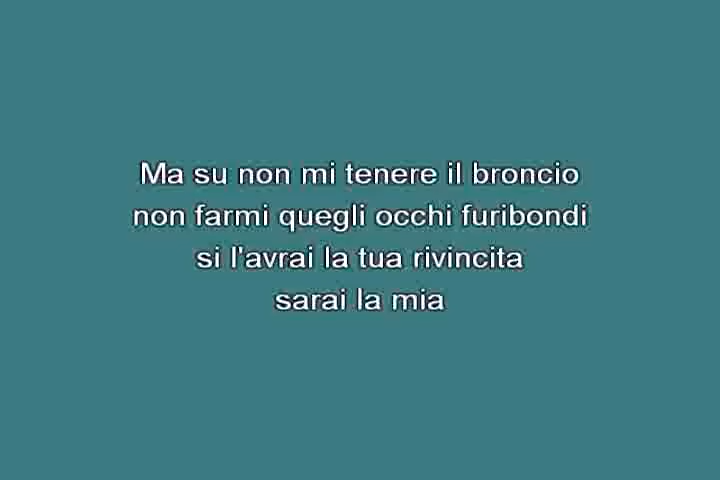 Ma su non mi tenere il broncio
non farmi quegli occhi furibondi
si l'avrai la tua rivincita
sarai la mia